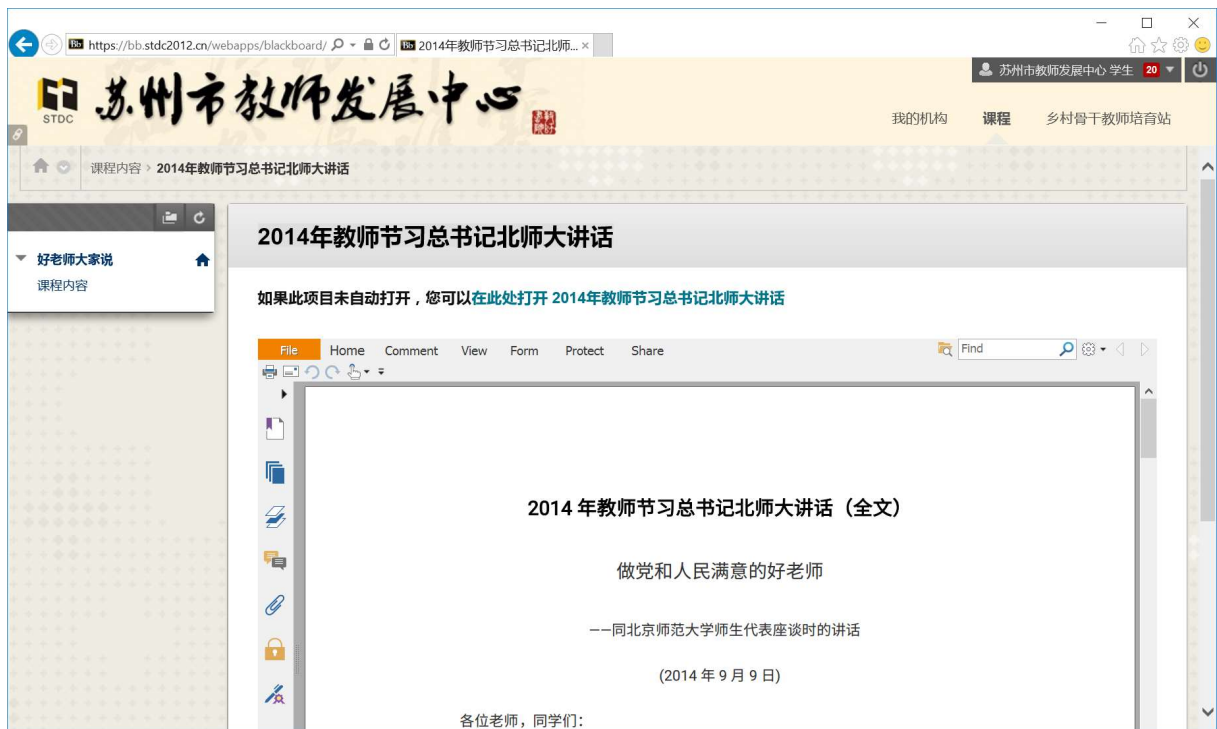 https://bb.stdc2012.cn/webapps/blackboard/
2014年教师节习总书记北师... ×
苏州市教师发展中心 学生 20
STDC
苏州市教师发展中心
我的机构 课程 乡村骨干教师培育站
课程内容 > 2014年教师节习总书记北师大讲话
好老师大家说
课程内容
2014年教师节习总书记北师大讲话
如果此项目未自动打开，您可以在此处打开 2014年教师节习总书记北师大讲话
File Home Comment View Form Protect Share Find
2014 年教师节习总书记北师大讲话（全文）
做党和人民满意的好老师
——同北京师范大学师生代表座谈时的讲话
(2014 年 9 月 9 日)
各位老师，同学们：